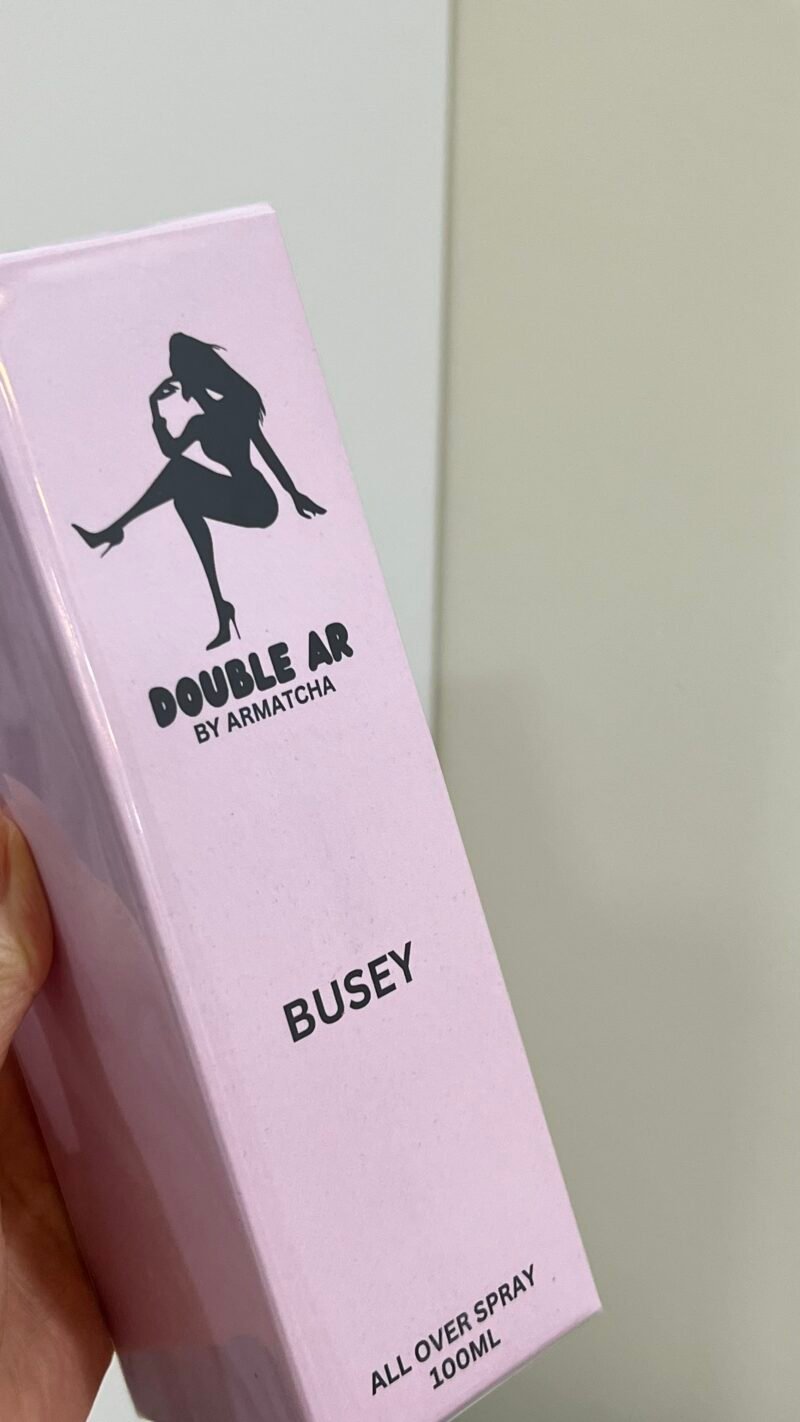 DOUBLE AR
BY ARMATCHA
BUSEY
ALL OVER SPRAY
100ML